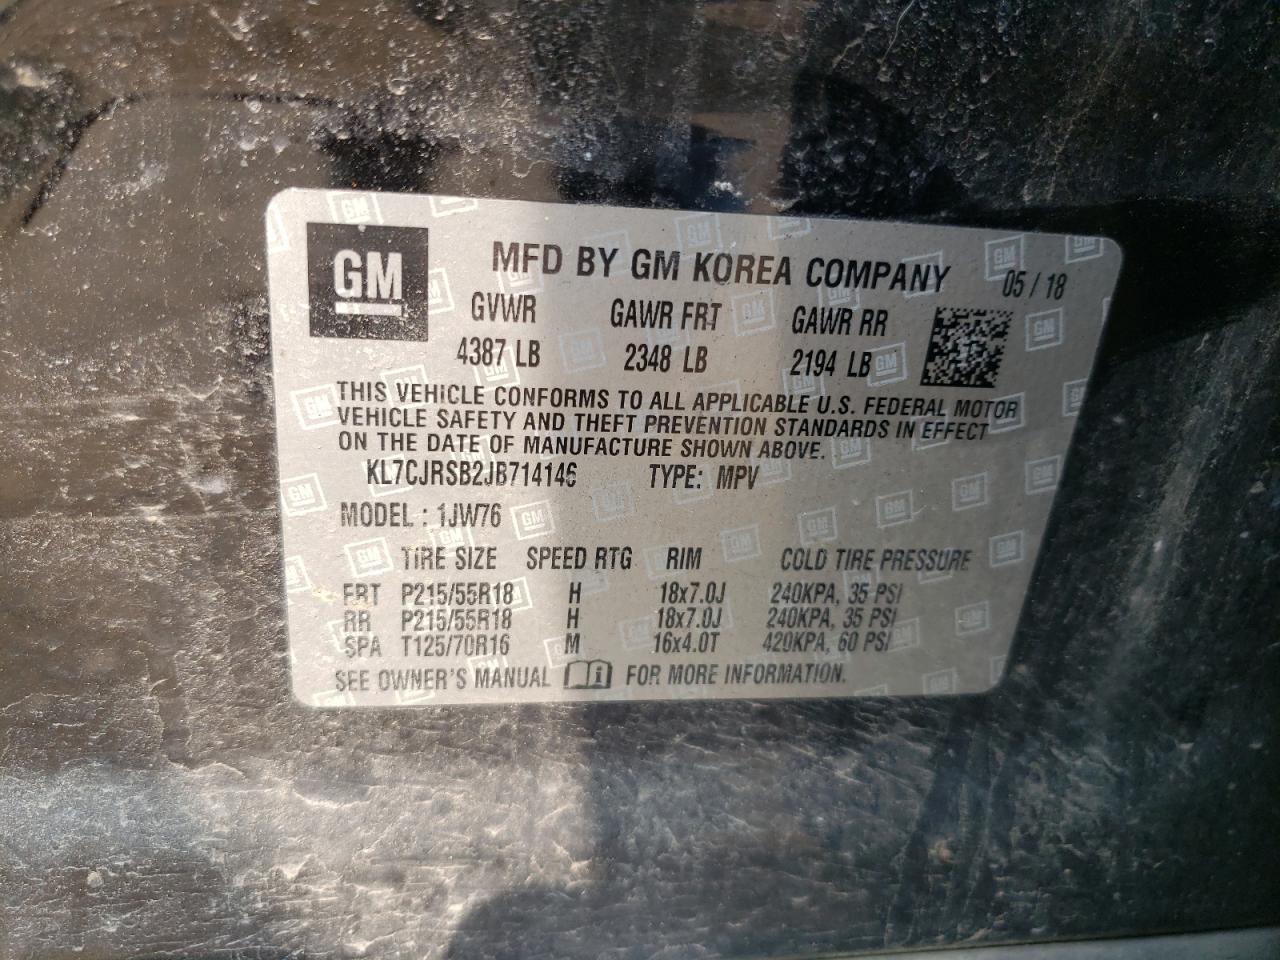 GM
MFD BY GM KOREA COMPANY 05 / 18
GVWR GAWR FRT GAWR RR
4387 LB 2348 LB 2194 LB
THIS VEHICLE CONFORMS TO ALL APPLICABLE U.S. FEDERAL MOTOR
VEHICLE SAFETY AND THEFT PREVENTION STANDARDS IN EFFECT
ON THE DATE OF MANUFACTURE SHOWN ABOVE.
KL7CJRSB2JB714146 TYPE: MPV
MODEL : 1JW76
TIRE SIZE SPEED RTG RIM COLD TIRE PRESSURE
FRT P215/55R18 H 18x7.0J 240KPA, 35 PSI
RR P215/55R18 H 18x7.0J 240KPA, 35 PSI
SPA T125/70R16 M 16x4.0T 420KPA, 60 PSI
SEE OWNER'S MANUAL FOR MORE INFORMATION.